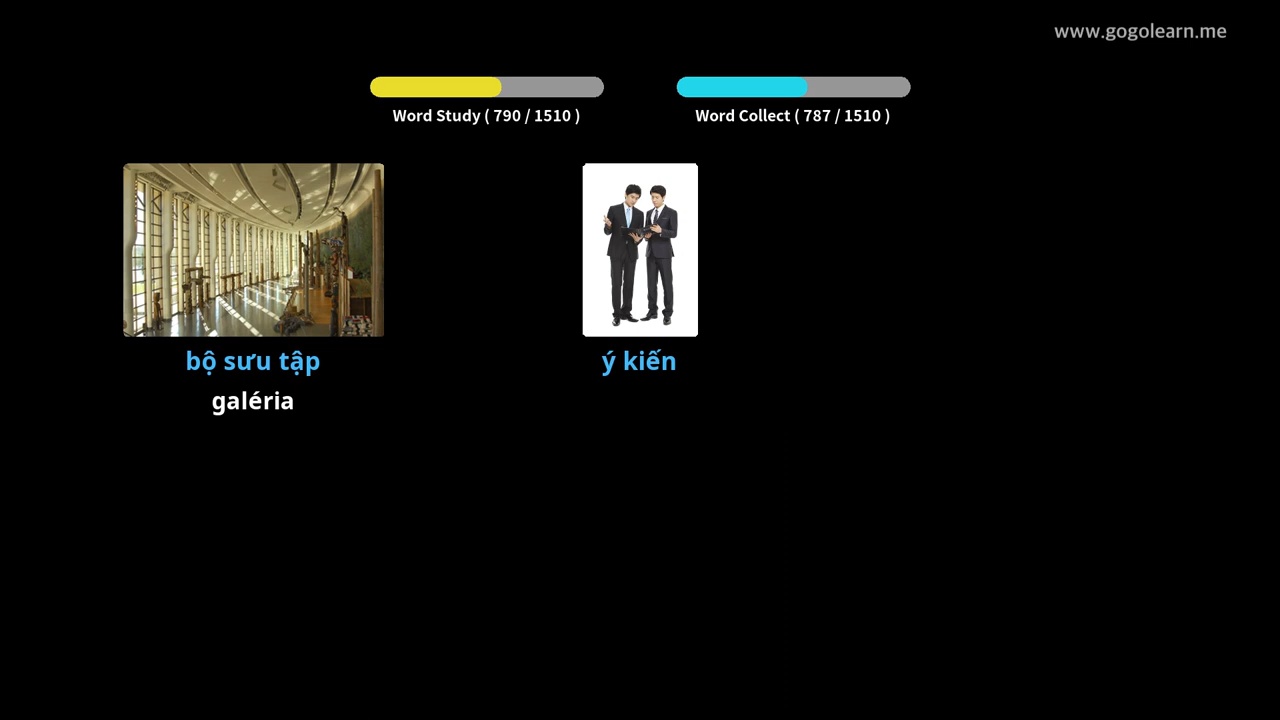 www.gogolearn.me
Word Study ( 790 / 1510 )
Word Collect ( 787 / 1510 )
bộ sưu tập
galéria
ý kiến